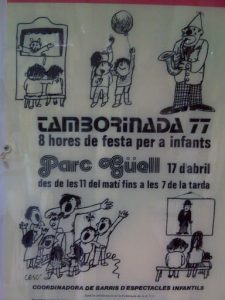 TAMBORINADA 77
8 hores de festa per a infants
Parc Güell 17 d'abril
des de les 11 del matí fins a les 7 de la tarda
CESC
COORDINADORA DE BARRIS D'ESPECTACLES INFANTILS